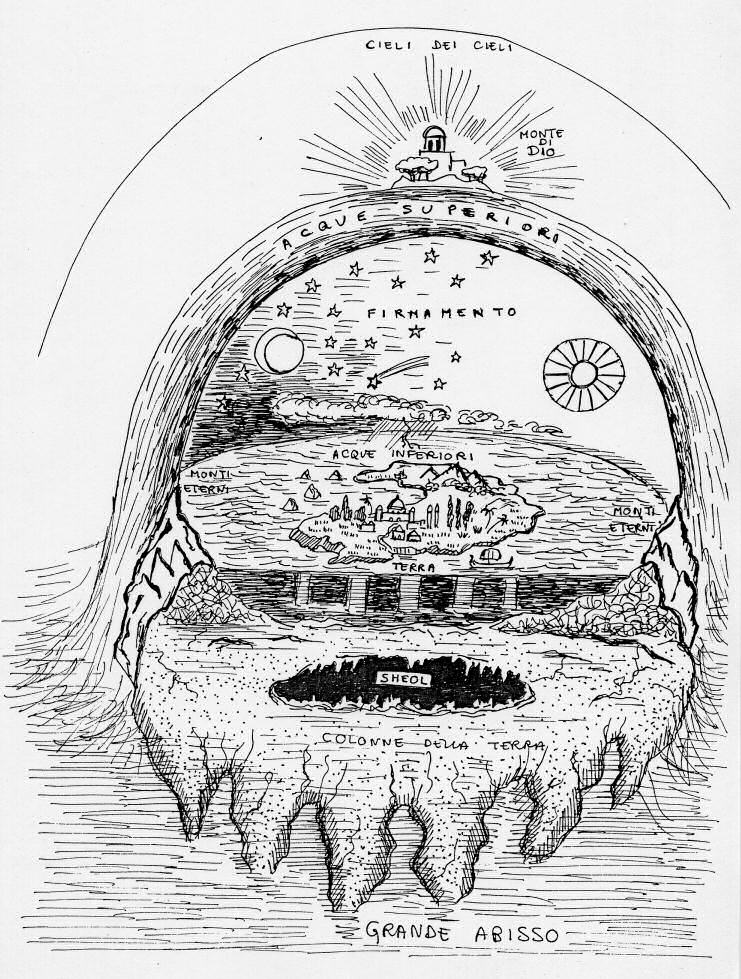 CIELI DEI CIELI
MONTE
DI
DIO
ACQUE SUPERIORI
FIRMAMENTO
ACQUE INFERIORI
MONTI
ETERNI
MONTI
ETERNI
TERRA
SHEOL
COLONNE DELLA TERRA
GRANDE ABISSO